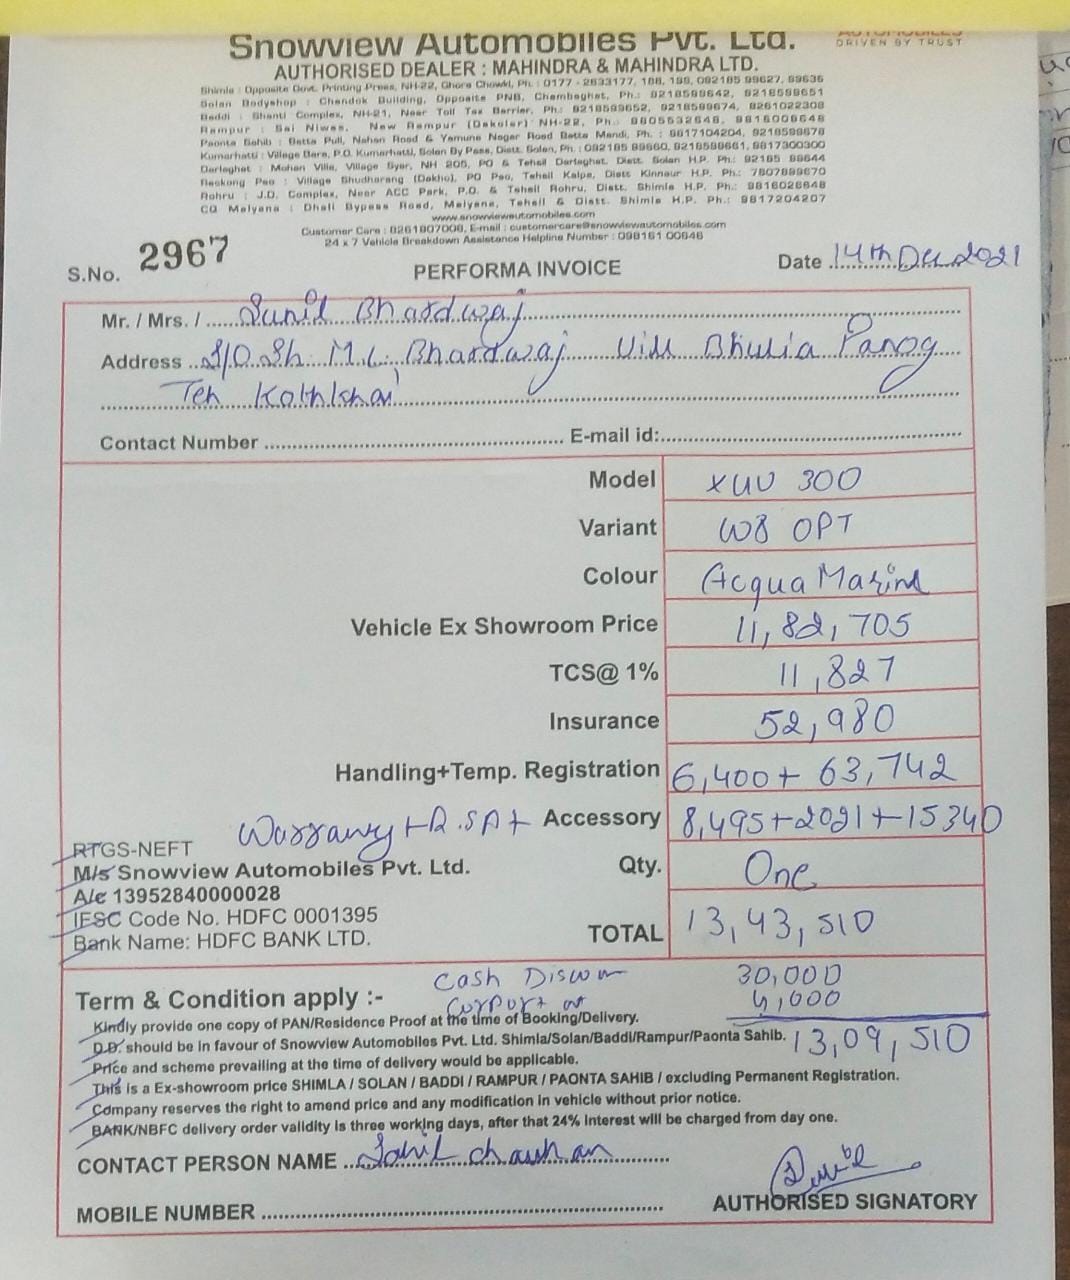 Snowview Automobiles Pvt. Ltd.
AUTOMOBILES
DRIVEN BY TRUST
AUTHORISED DEALER : MAHINDRA & MAHINDRA LTD.
Shimla : Opposite Govt. Printing Press, NH-22, Ghora Chowki, Ph. : 0177 - 2633177, 188, 199, 092185 99627, 99636
Solan Bodyshop : Chandok Building, Opposite PNB, Chambaghat, Ph.: 9218599642, 9218599651
Baddi : Shanti Complex, NH-21, Near Toll Tax Barrier, Ph.: 9218599652, 9218599674, 8261022308
Rampur : Sai Niwas, New Rampur (Dakolar) NH-22, Ph. 9805532648, 9816009648
Paonta Sahib : Batta Pull, Nahan Road & Yamuna Nagar Road Batta Mandi, Ph. : 9817104204, 9218599678
Kumarhatti : Village Bara, P.O. Kumarhatti, Solan By Pass, Distt. Solan, Ph. : 092185 99660, 9218599661, 9817300300
Darlaghat : Mohan Villa, Village Syar, NH 205, PO & Tehsil Darlaghat, Distt. Solan H.P. Ph.: 92185 99644
Reckong Peo : Village Shudharang (Dakho), PO Peo, Tehsil Kalpa, Distt Kinnaur H.P. Ph.: 7807899670
Rohru : J.D. Complex, Near ACC Park, P.O. & Tehsil Rohru, Distt. Shimla H.P. Ph.: 9816026648
CQ Malyana : Dhali Bypass Road, Malyana, Tehsil & Distt. Shimla H.P. Ph.: 9817204207
www.snowviewautomobiles.com
Customer Care : 8261807008, E-mail : customercare@snowviewautomobiles.com
24 x 7 Vehicle Breakdown Assistance Helpline Number : 098161 00646
S.No. 2967
PERFORMA INVOICE
Date 14th Dec 2021
Mr. / Mrs. / Sunil Bhardwaj
Address S/O Sh. M.L. Bhardwaj Vill Bhulia Panog
Teh Kothkhai
Contact Number E-mail id:
Model XUV 300
Variant W8 OPT
Colour Acqua Marine
Vehicle Ex Showroom Price 11,82,705
TCS@ 1% 11,827
Insurance 52,980
Handling+Temp. Registration 6,400+ 63,742
Warranty + R.SA + Accessory 8,495+2021+15340
RTGS-NEFT
M/s Snowview Automobiles Pvt. Ltd.
A/c 13952840000028
IFSC Code No. HDFC 0001395
Bank Name: HDFC BANK LTD.
Qty. One
TOTAL 13,43,510
Cash Discou 30,000
4,000
13,09,510
Term & Condition apply :-
Kindly provide one copy of PAN/Residence Proof at the time of Booking/Delivery.
D.D. should be in favour of Snowview Automobiles Pvt. Ltd. Shimla/Solan/Baddi/Rampur/Paonta Sahib.
Price and scheme prevailing at the time of delivery would be applicable.
This is a Ex-showroom price SHIMLA / SOLAN / BADDI / RAMPUR / PAONTA SAHIB / excluding Permanent Registration.
Company reserves the right to amend price and any modification in vehicle without prior notice.
BANK/NBFC delivery order validity is three working days, after that 24% Interest will be charged from day one.
CONTACT PERSON NAME Sahil Chauhan
MOBILE NUMBER
AUTHORISED SIGNATORY